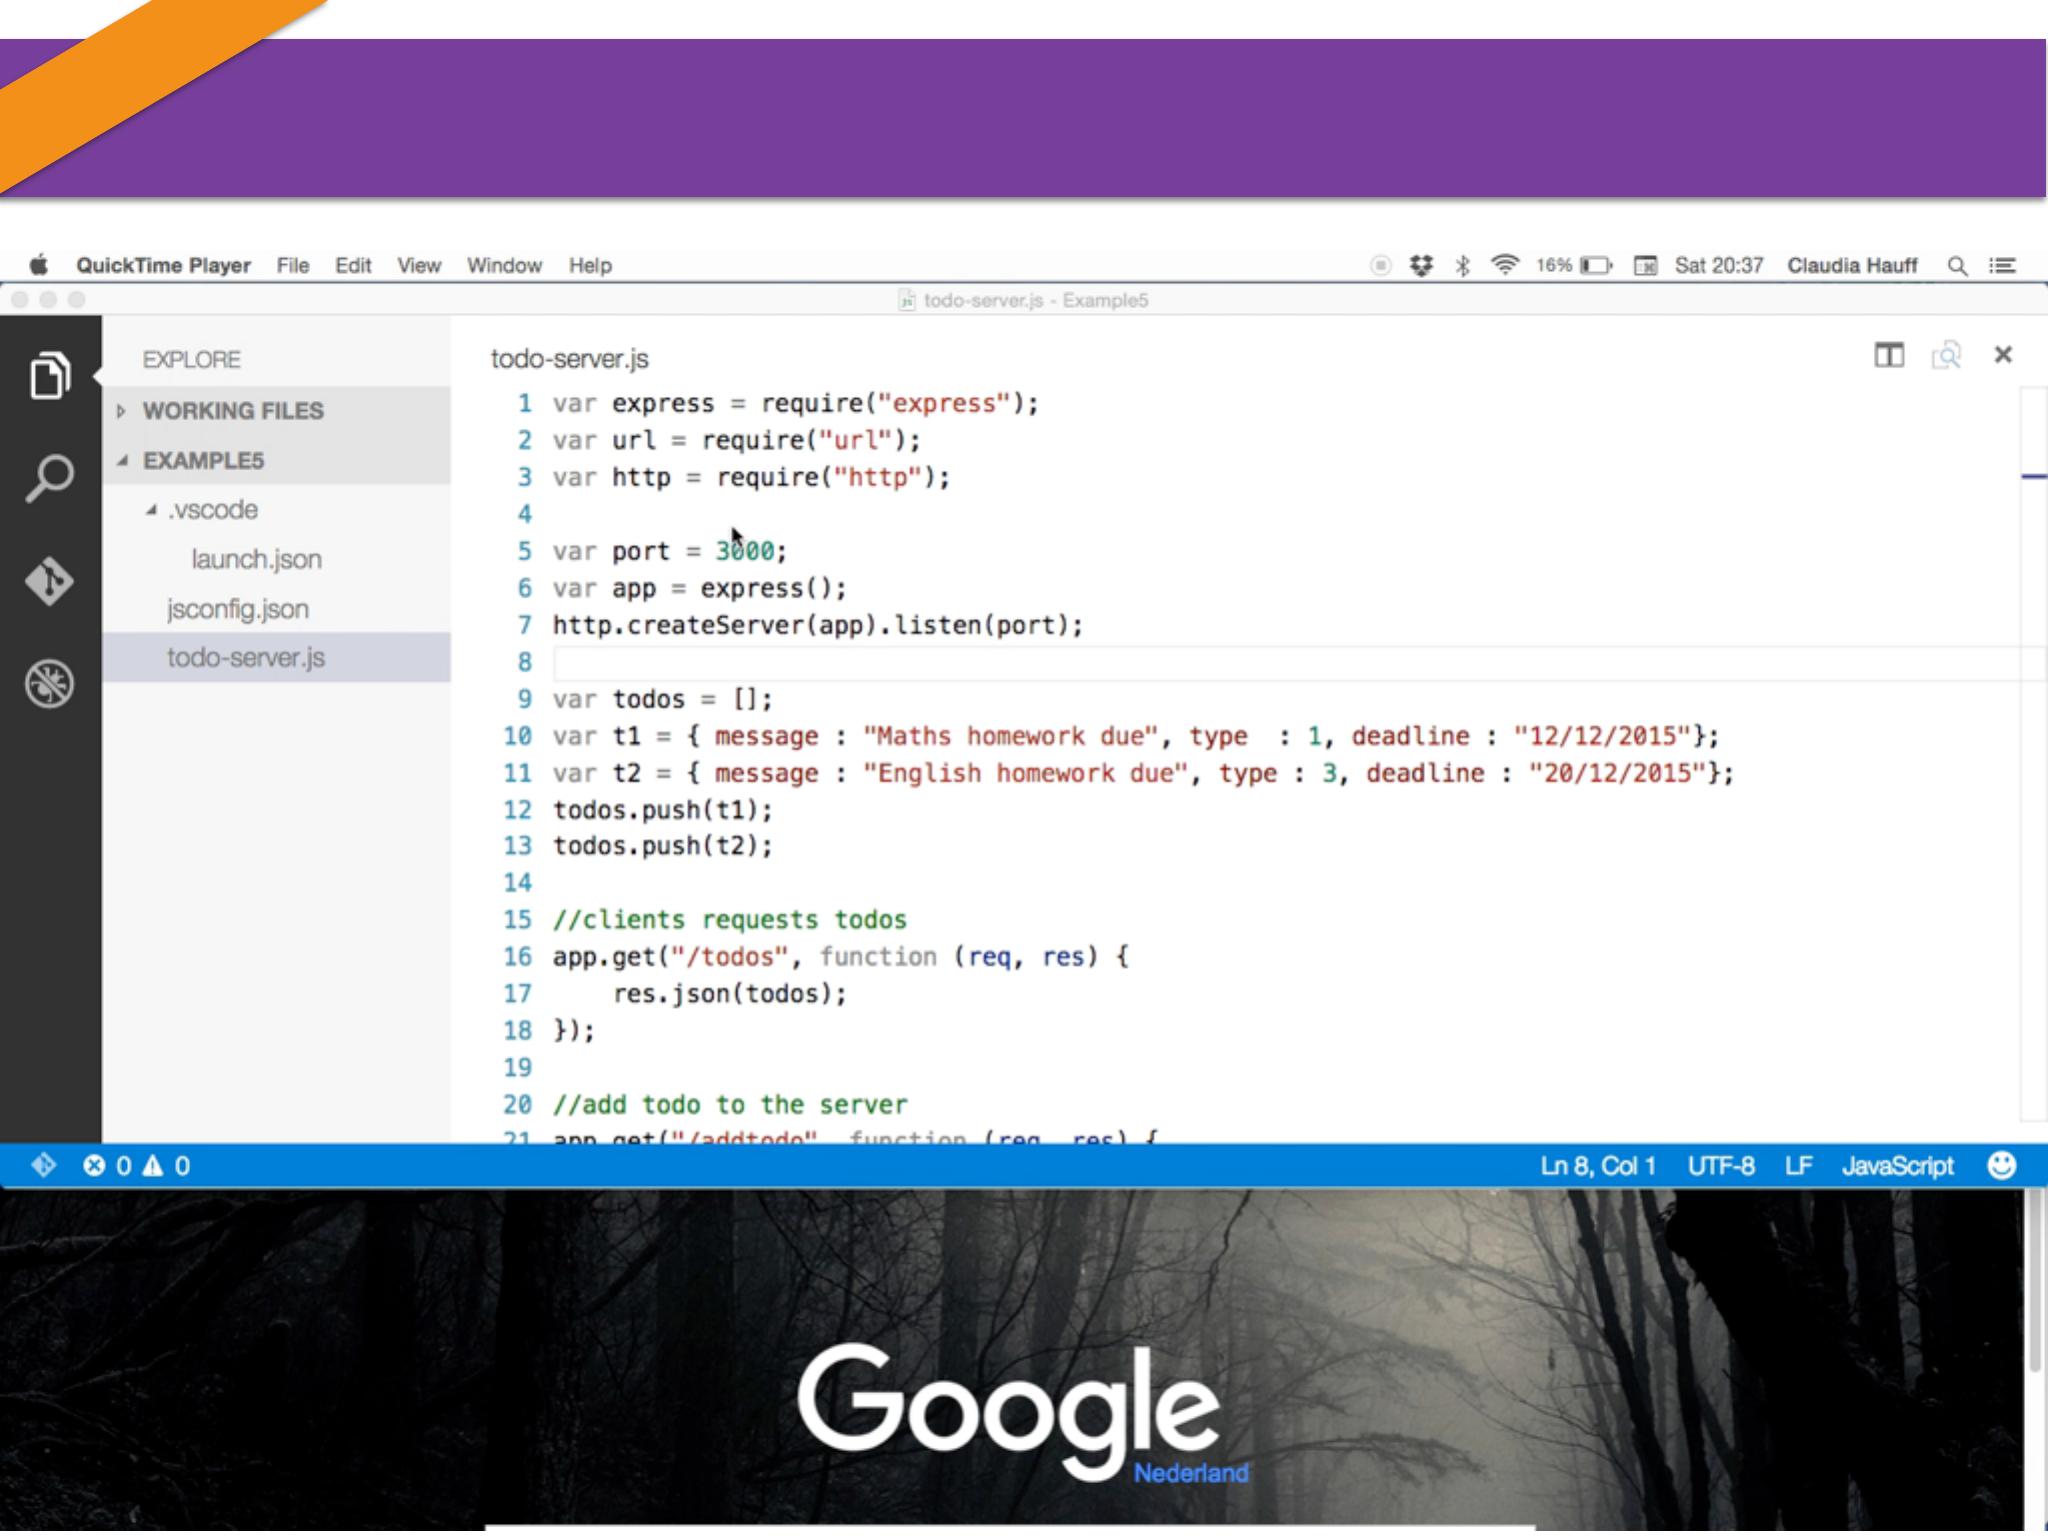 QuickTime Player File Edit View Window Help 16% Sat 20:37 Claudia Hauff
todo-server.js - Example5
EXPLORE
WORKING FILES
EXAMPLE5
.vscode
launch.json
jsconfig.json
todo-server.js
todo-server.js
1 var express = require("express");
2 var url = require("url");
3 var http = require("http");
4
5 var port = 3000;
6 var app = express();
7 http.createServer(app).listen(port);
8
9 var todos = [];
10 var t1 = { message : "Maths homework due", type  : 1, deadline : "12/12/2015"};
11 var t2 = { message : "English homework due", type : 3, deadline : "20/12/2015"};
12 todos.push(t1);
13 todos.push(t2);
14
15 //clients requests todos
16 app.get("/todos", function (req, res) {
17     res.json(todos);
18 });
19
20 //add todo to the server
21 app.get("/addtodo", function (req, res) {
0 0 Ln 8, Col 1 UTF-8 LF JavaScript
Google
Nederland